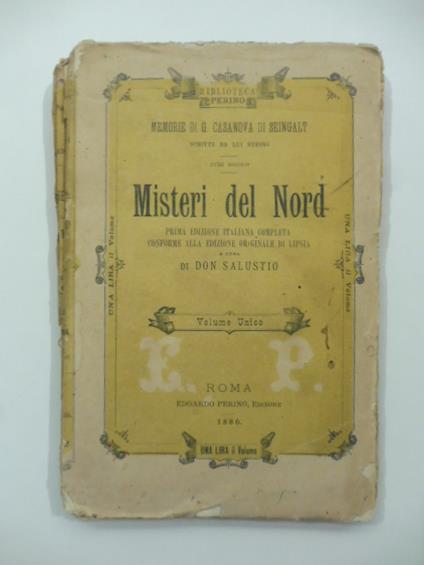 BIBLIOTECA
PERINO
MEMORIE DI G. CASANOVA DI SEINGALT
SCRITTE DA LUI STESSO
Misteri del Nord
PRIMA EDIZIONE ITALIANA COMPLETA
CONFORME ALLA EDIZIONE ORIGINALE DI LIPSIA
A CURA
DI DON SALUSTIO
Volume Unico
E. P.
ROMA
EDOARDO PERINO, EDITORE
1886.
UNA LIRA il Volume
UNA LIRA il Volume
UNA LIRA il Volume